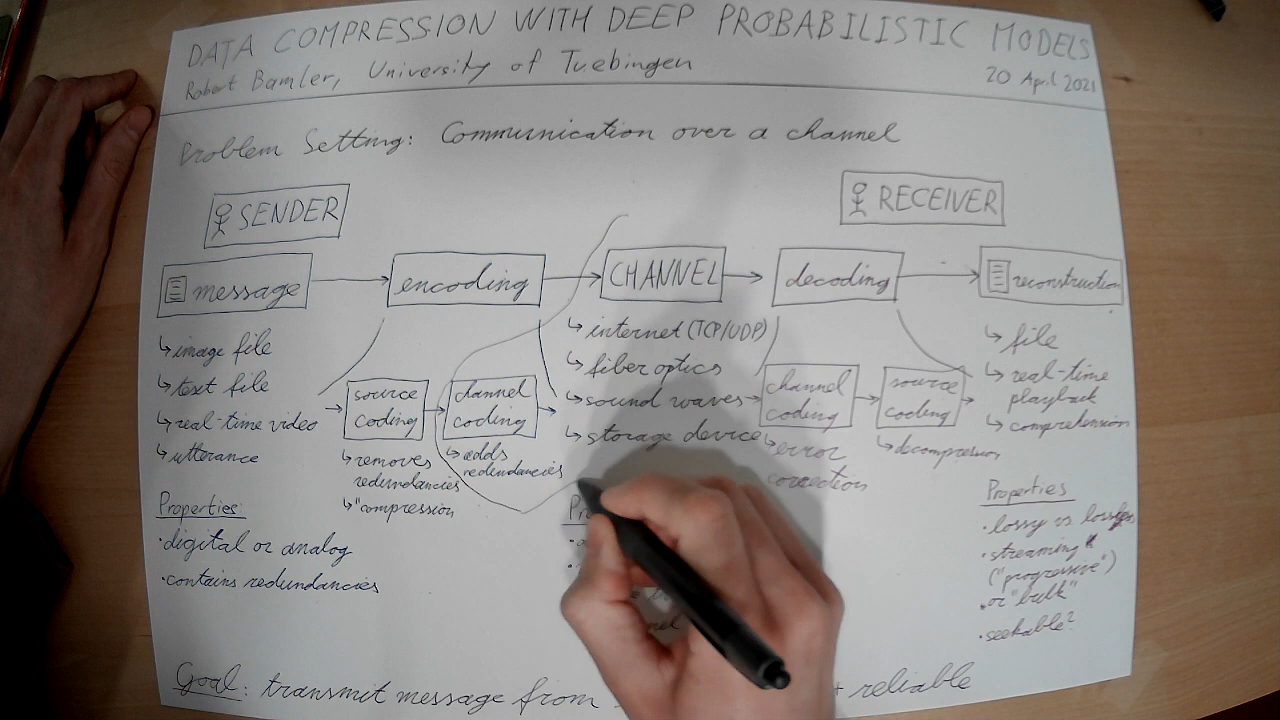 DATA COMPRESSION WITH DEEP PROBABILISTIC MODELS
Robert Bamler, University of Tuebingen
20 April 2021
Problem Setting: Communication over a channel
SENDER
RECEIVER
message
encoding
CHANNEL
decoding
reconstruction
↳ image file
↳ text file
↳ real-time video
↳ utterance
source
coding
channel
coding
↳ removes
redundancies
↳ "compression
↳ adds
redundancies
↳ internet (TCP/UDP)
↳ fiber optics
↳ sound waves
↳ storage device
channel
coding
source
coding
↳ error
correction
↳ decompression
↳ file
↳ real-time
playback
↳ comprehension
Properties
· digital or analog
· contains redundancies
Properties
· lossy vs lossless
· streaming"
("progressive")
· or "bulk"
· seekable?
Goal: transmit message from
reliable